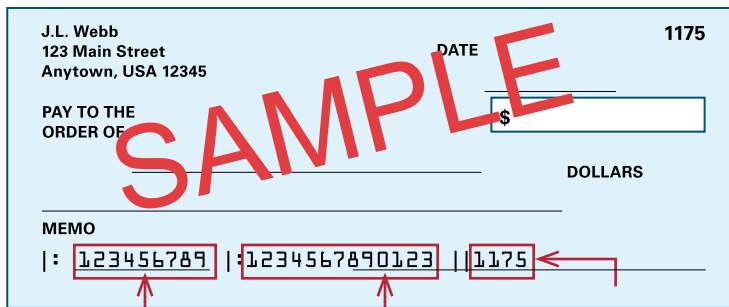 J.L. Webb
1175
123 Main Street
DATE
Anytown, USA 12345
SAMPLE
PAY TO THE
ORDER OF
$
DOLLARS
MEMO
|: 123456789 |:1234567890123 ||1175